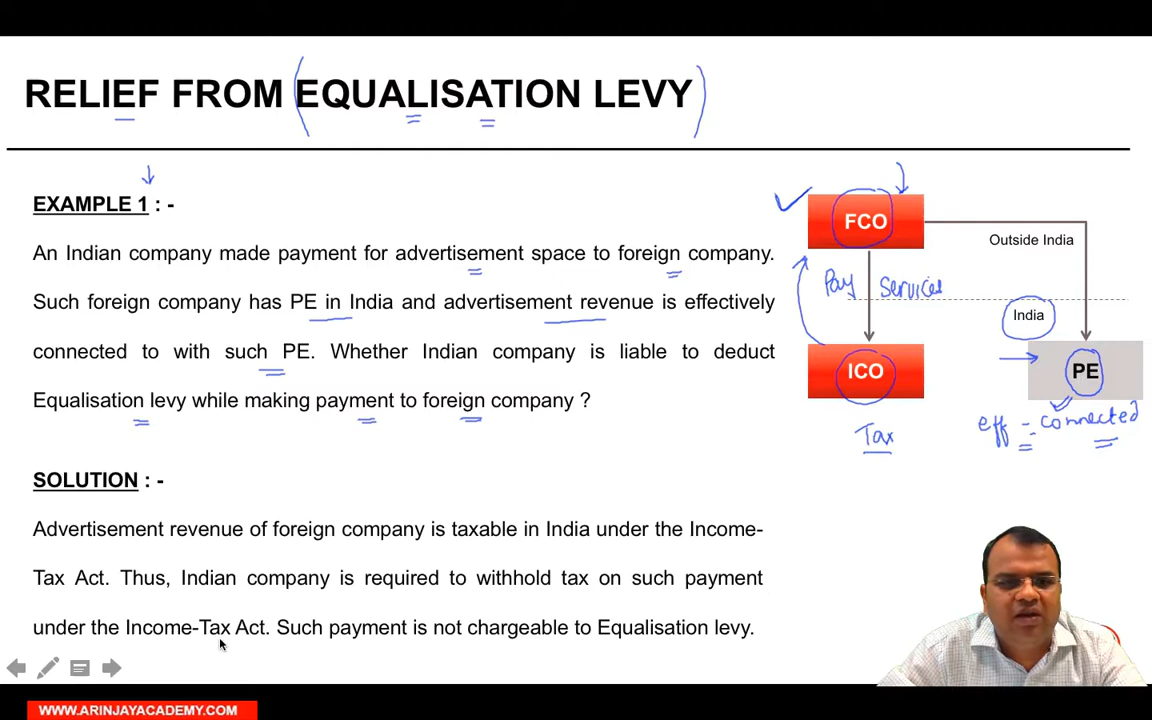 RELIEF FROM (EQUALISATION LEVY)
EXAMPLE 1 : -
An Indian company made payment for advertisement space to foreign company.
Such foreign company has PE in India and advertisement revenue is effectively
connected to with such PE. Whether Indian company is liable to deduct
Equalisation levy while making payment to foreign company ?
FCO
Outside India
Pay Services
India
ICO
PE
Tax
eff - connected
SOLUTION : -
Advertisement revenue of foreign company is taxable in India under the Income-
Tax Act. Thus, Indian company is required to withhold tax on such payment
under the Income-Tax Act. Such payment is not chargeable to Equalisation levy.
WWW.ARINJAYACADEMY.COM